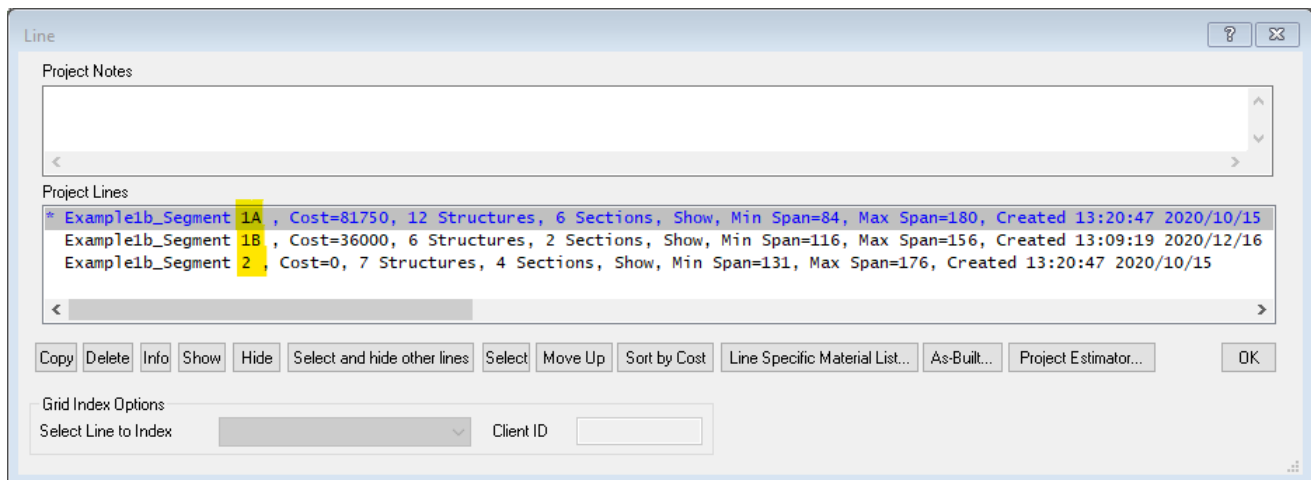 Line
Project Notes
Project Lines
* Example1b_Segment 1A , Cost=81750, 12 Structures, 6 Sections, Show, Min Span=84, Max Span=180, Created 13:20:47 2020/10/15
Example1b_Segment 1B , Cost=36000, 6 Structures, 2 Sections, Show, Min Span=116, Max Span=156, Created 13:09:19 2020/12/16
Example1b_Segment 2 , Cost=0, 7 Structures, 4 Sections, Show, Min Span=131, Max Span=176, Created 13:20:47 2020/10/15
Copy Delete Info Show Hide Select and hide other lines Select Move Up Sort by Cost Line Specific Material List... As-Built... Project Estimator... OK
Grid Index Options
Select Line to Index Client ID